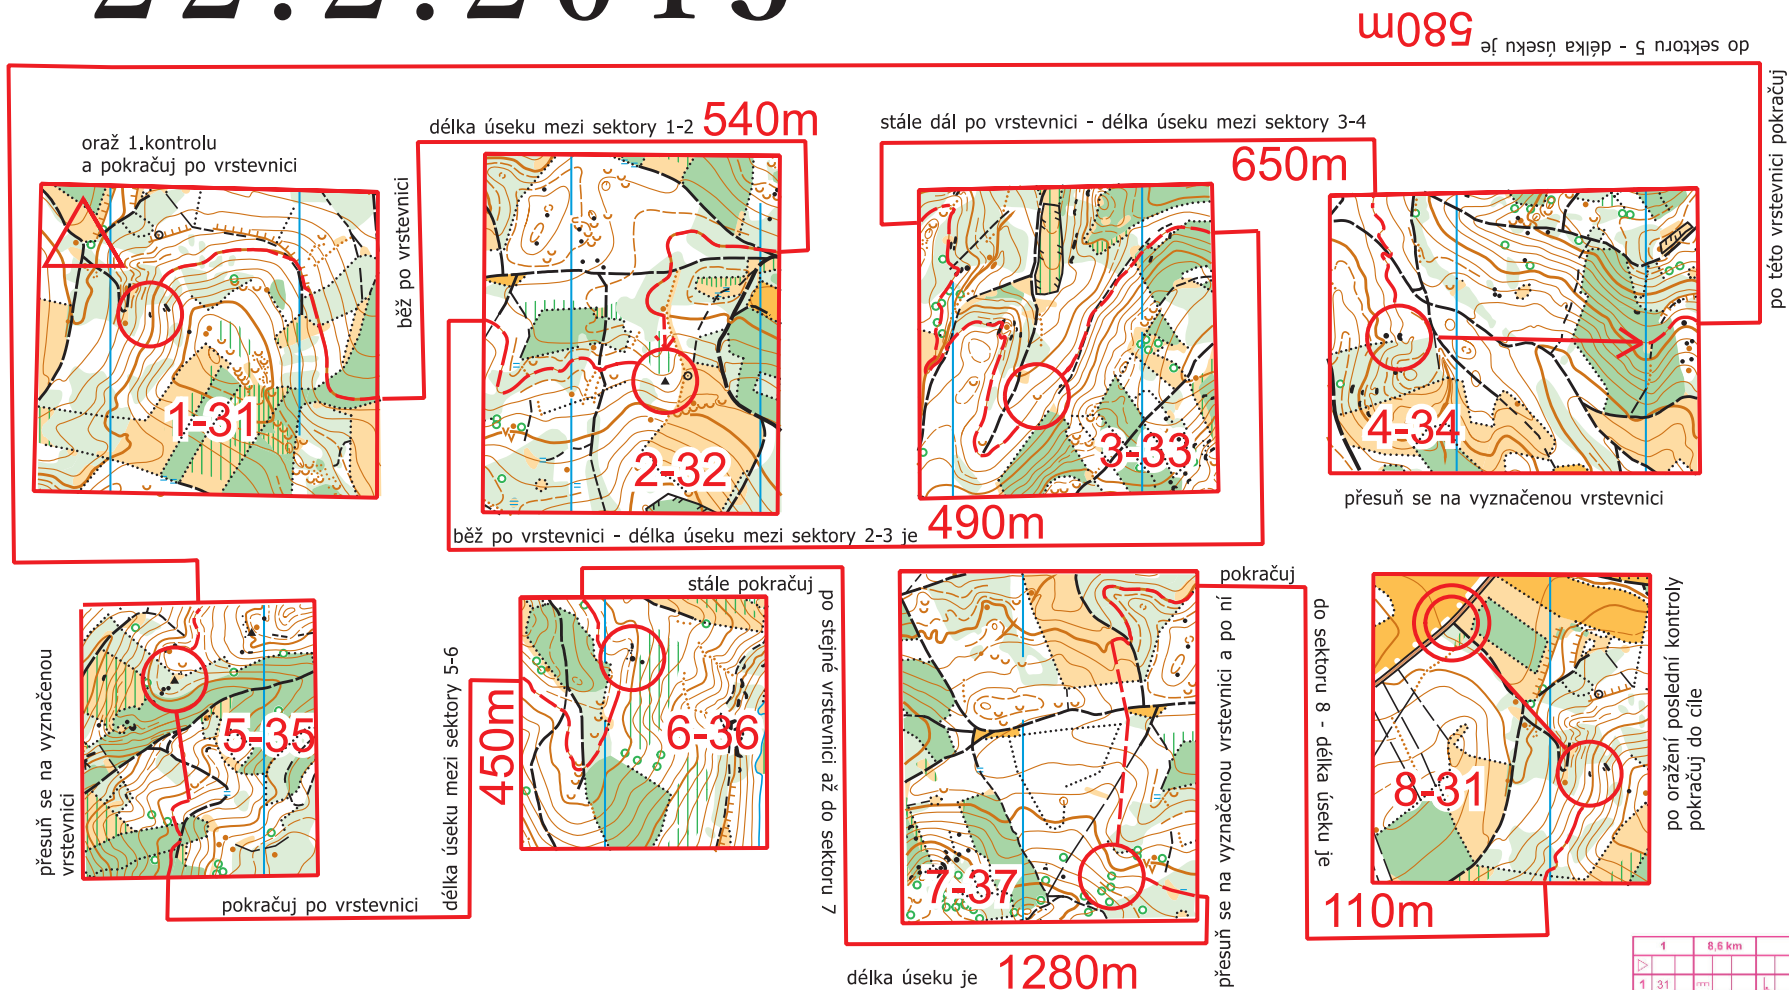 22.2.2015
580m
do sektoru 5 - délka úseku je
po této vrstevnici pokračuj
oraž 1.kontrolu
a pokračuj po vrstevnici
1-31
běž po vrstevnici
délka úseku mezi sektory 1-2 540m
2-32
běž po vrstevnici - délka úseku mezi sektory 2-3 je 490m
stále dál po vrstevnici - délka úseku mezi sektory 3-4
650m
3-33
4-34
přesuň se na vyznačenou vrstevnici
přesuň se na vyznačenou
vrstevnici
5-35
pokračuj po vrstevnici
délka úseku mezi sektory 5-6
450m
6-36
stále pokračuj
po stejné vrstevnici až do sektoru 7
délka úseku je 1280m
7-37
přesuň se na vyznačenou vrstevnici a po ní
pokračuj
do sektoru 8 - délka úseku je
110m
8-31
po oražení poslední kontroly
pokračuj do cíle
1 8,6 km
1 31